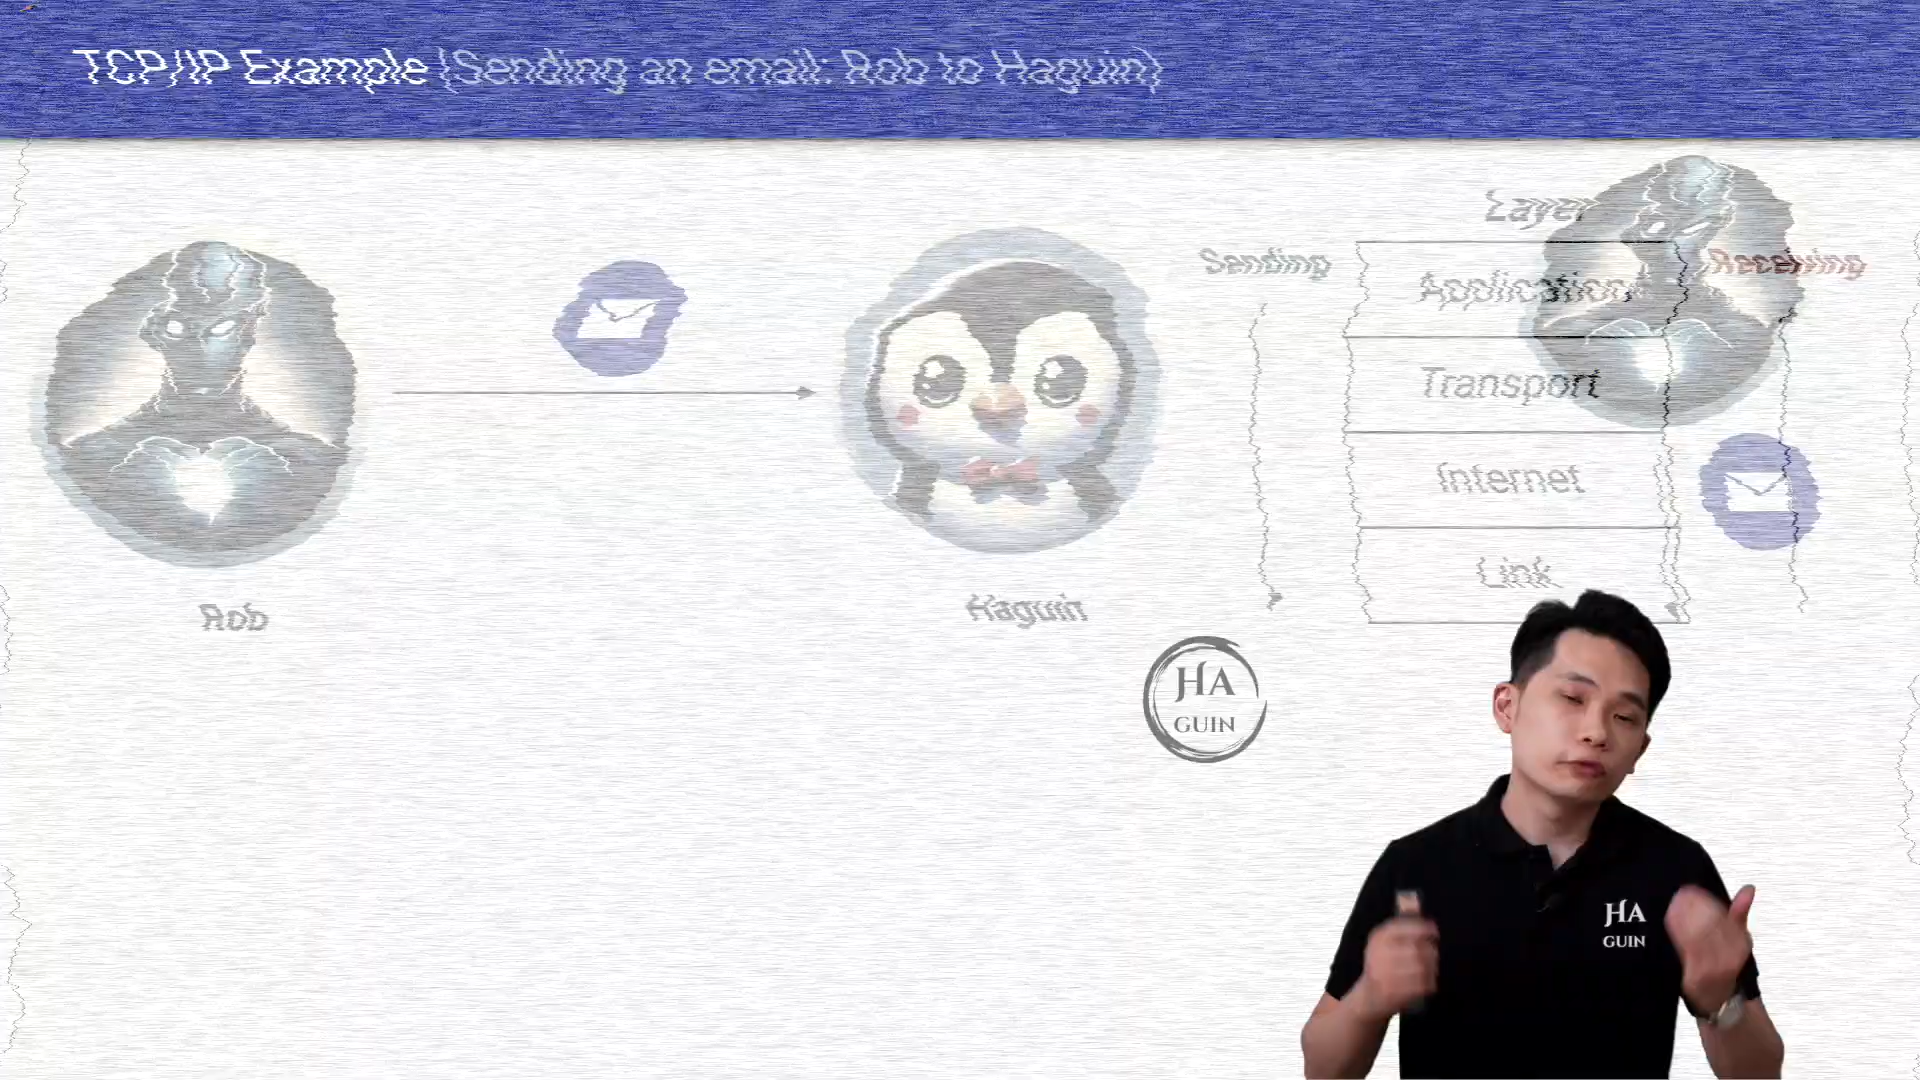 TCP/IP Example (Sending an email: Rob to Haguin)
Layer
Sending
Receiving
Application
Transport
Internet
Link
Rob
Haguin
HA
GUIN
HA
GUIN